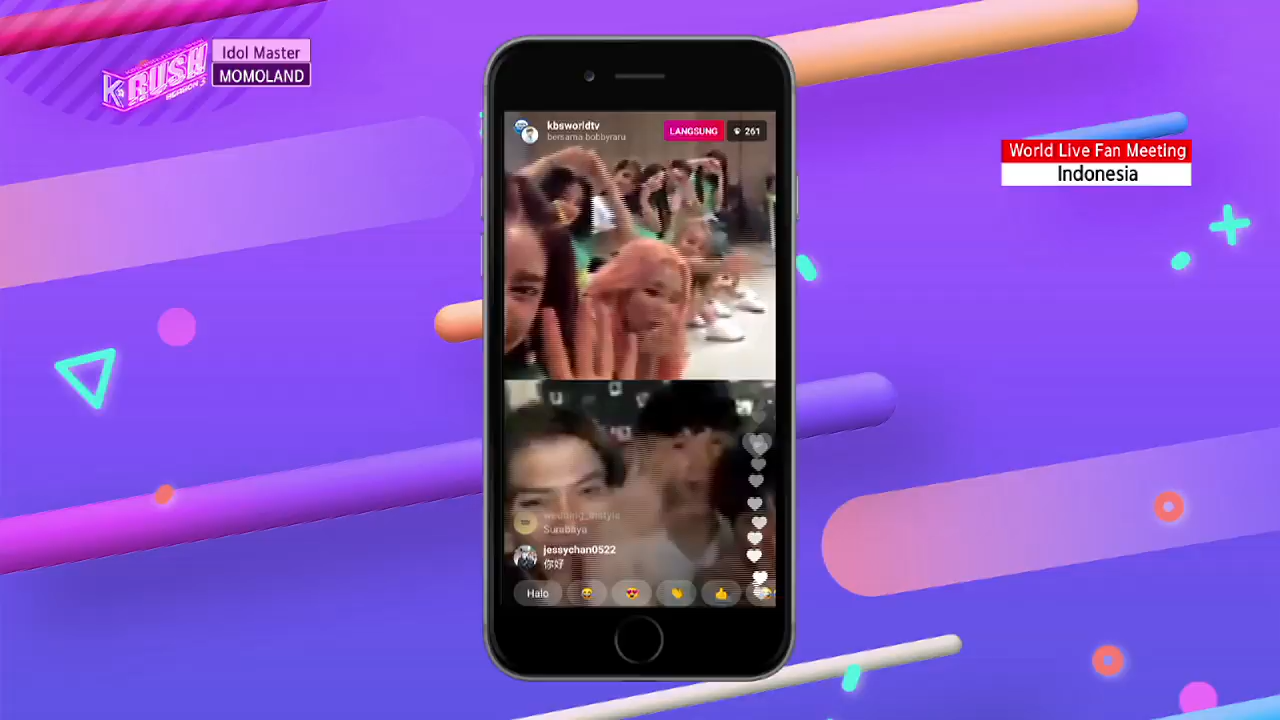 K-RUSH
SEASON 3
Idol Master
MOMOLAND
World Live Fan Meeting
Indonesia
kbsworldtv
bersama bobbyraru
LANGSUNG
261
wedding_instyle
Surabaya
jessychan0522
你好
Halo